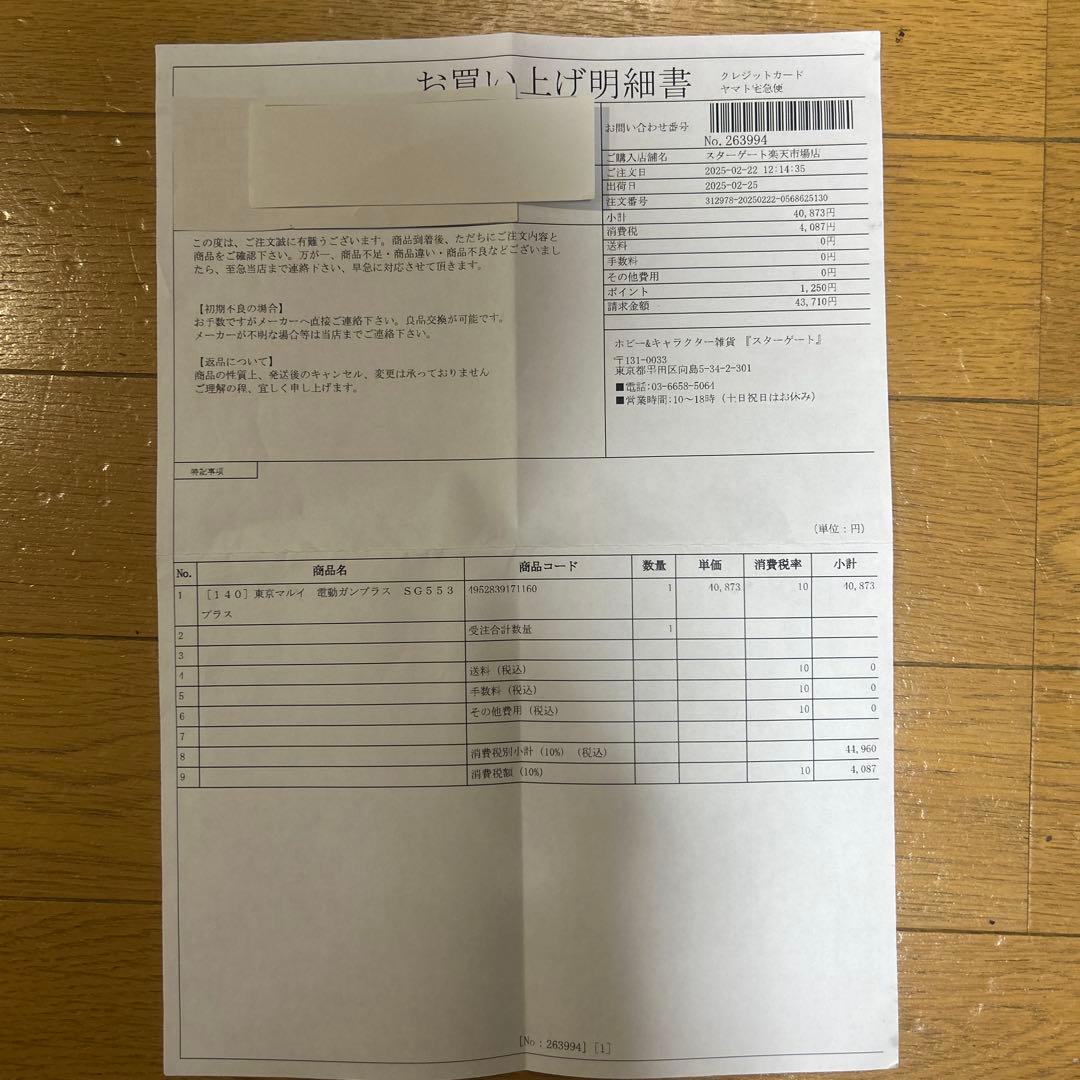 お買い上げ明細書
クレジットカード
ヤマト宅急便
お問い合わせ番号
No. 263994
ご購入店舗名 スターゲート楽天市場店
ご注文日 2025-02-22 12:14:35
出荷日 2025-02-25
注文番号 312978-20250222-0568625130
小計 40,873円
消費税 4,087円
送料 0円
手数料 0円
その他費用 0円
ポイント 1,250円
請求金額 43,710円
この度は、ご注文誠に有難うございます。商品到着後、ただちにご注文内容と
商品をご確認下さい。万が一、商品不足・商品違い・商品不良などございまし
たら、至急当店まで連絡下さい、早急に対応させて頂きます。
【初期不良の場合】
お手数ですがメーカーへ直接ご連絡下さい。良品交換が可能です。
メーカーが不明な場合等は当店までご連絡下さい。
【返品について】
商品の性質上、発送後のキャンセル、変更は承っておりません
ご理解の程、宜しく申し上げます。
ホビー&キャラクター雑貨 『スターゲート』
〒131-0033
東京都墨田区向島5-34-2-301
■電話:03-6658-5064
■営業時間:10～18時（土日祝日はお休み）
特記事項
（単位：円）
No. 商品名 商品コード 数量 単価 消費税率 小計
1 ［１４０］東京マルイ　電動ガンプラス　ＳＧ５５３ 4952839171160 1 40,873 10 40,873
プラス
2 受注合計数量 1
3
4 送料（税込） 10 0
5 手数料（税込） 10 0
6 その他費用（税込） 10 0
7
8 消費税別小計（10%）（税込） 44,960
9 消費税額（10%） 10 4,087
[No：263994] [1]